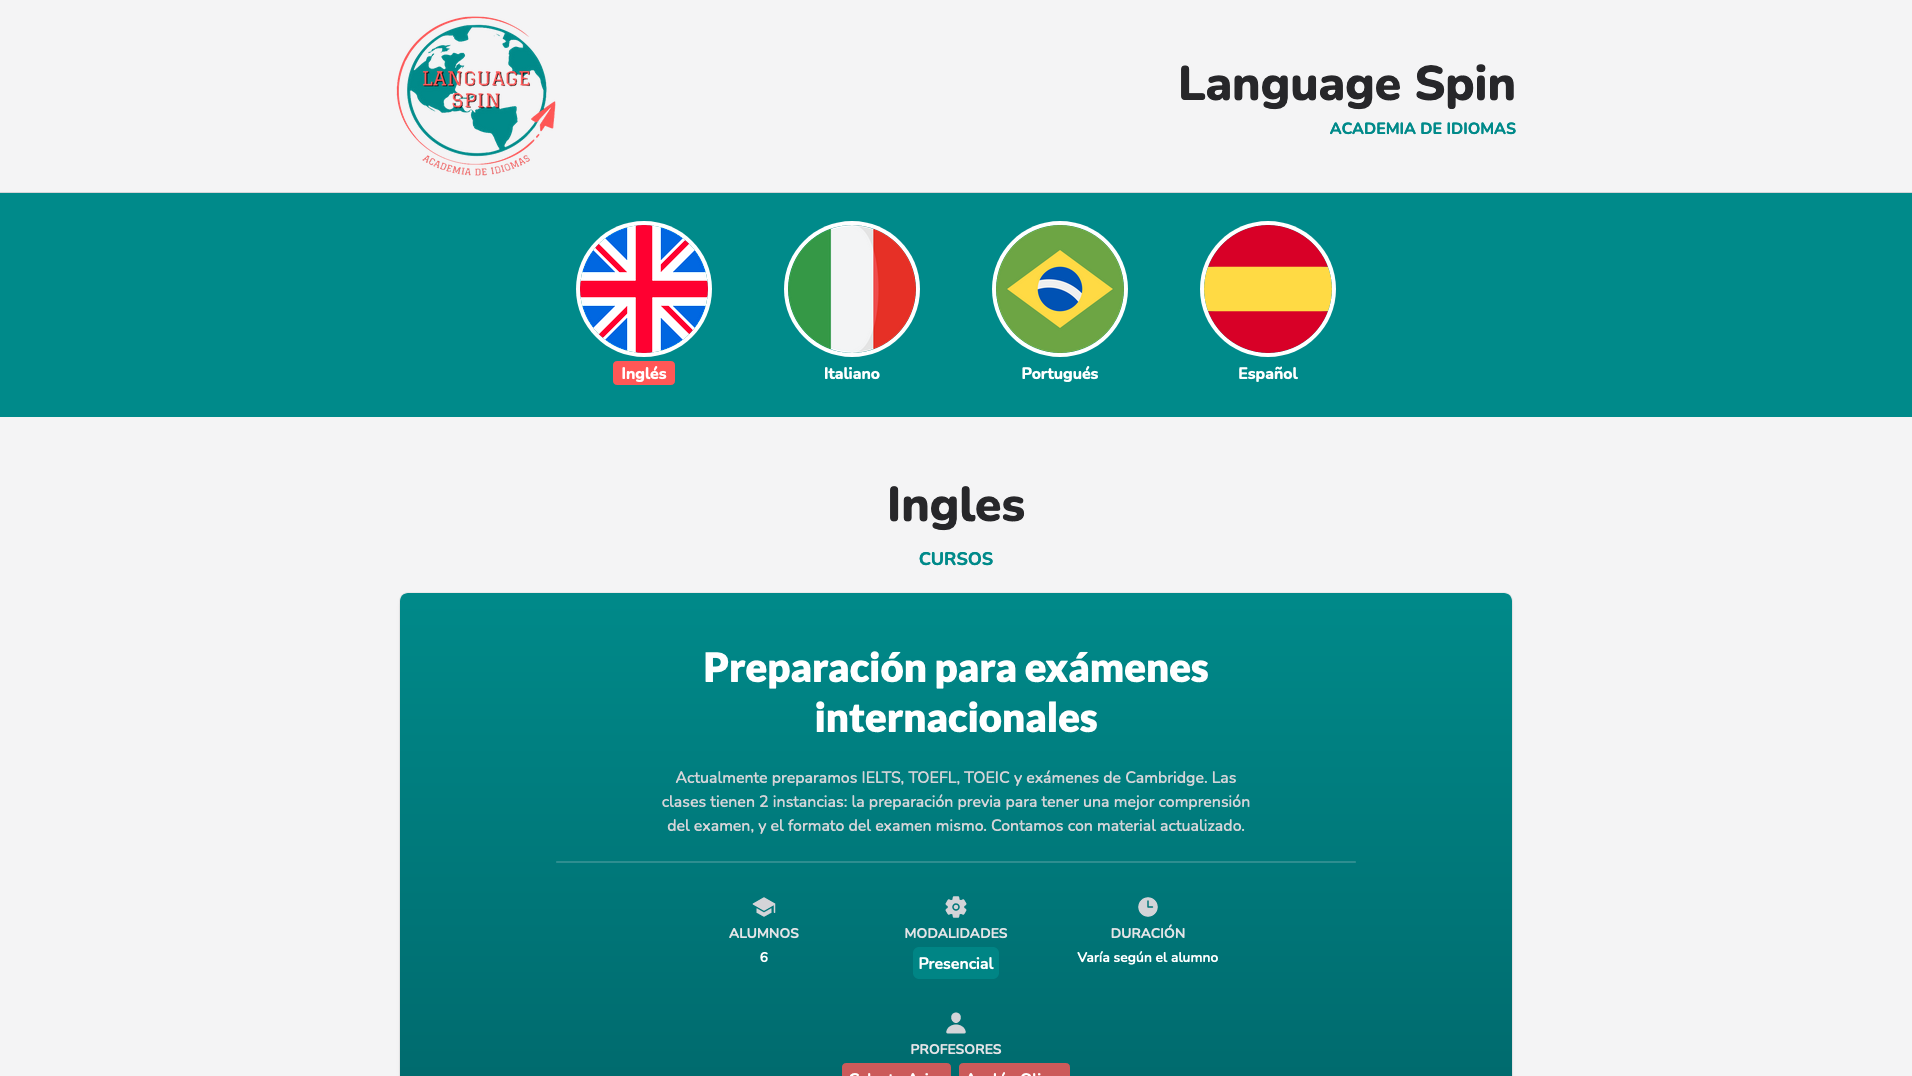 LANGUAGE
SPIN
ACADEMIA DE IDIOMAS
Language Spin
ACADEMIA DE IDIOMAS
Inglés
Italiano
Portugués
Español
Ingles
CURSOS
Preparación para exámenes
internacionales
Actualmente preparamos IELTS, TOEFL, TOEIC y exámenes de Cambridge. Las
clases tienen 2 instancias: la preparación previa para tener una mejor comprensión
del examen, y el formato del examen mismo. Contamos con material actualizado.
ALUMNOS
6
MODALIDADES
Presencial
DURACIÓN
Varía según el alumno
PROFESORES